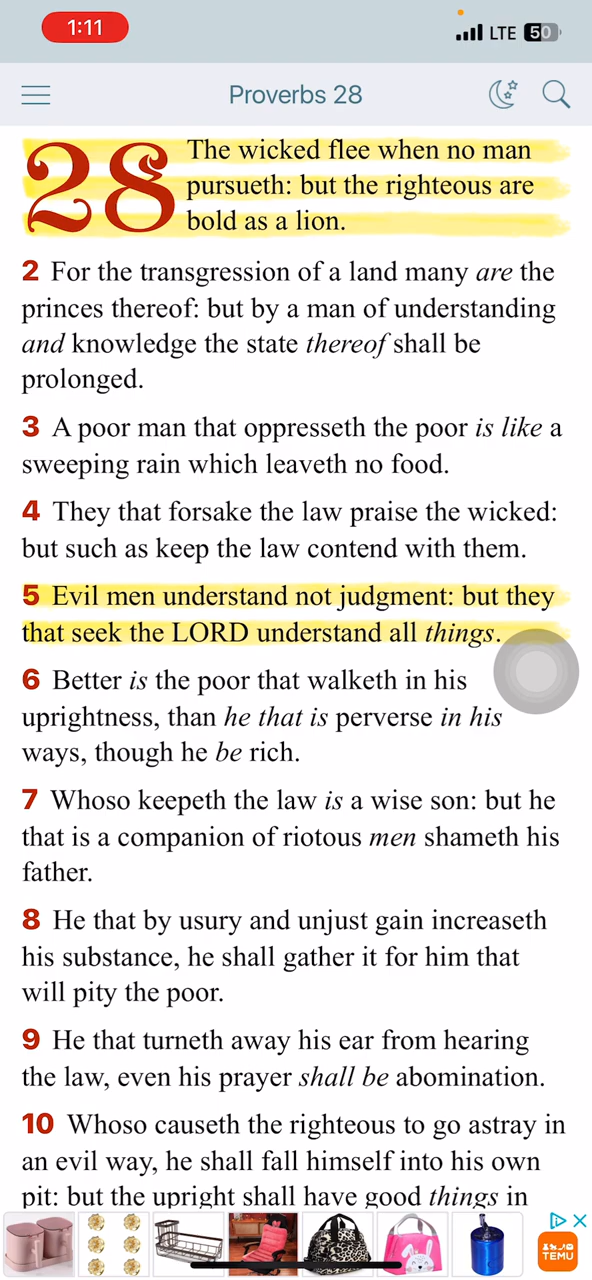 1:11
LTE 50
Proverbs 28
28 The wicked flee when no man
pursueth: but the righteous are
bold as a lion.
2 For the transgression of a land many are the
princes thereof: but by a man of understanding
and knowledge the state thereof shall be
prolonged.
3 A poor man that oppresseth the poor is like a
sweeping rain which leaveth no food.
4 They that forsake the law praise the wicked:
but such as keep the law contend with them.
5 Evil men understand not judgment: but they
that seek the LORD understand all things.
6 Better is the poor that walketh in his
uprightness, than he that is perverse in his
ways, though he be rich.
7 Whoso keepeth the law is a wise son: but he
that is a companion of riotous men shameth his
father.
8 He that by usury and unjust gain increaseth
his substance, he shall gather it for him that
will pity the poor.
9 He that turneth away his ear from hearing
the law, even his prayer shall be abomination.
10 Whoso causeth the righteous to go astray in
an evil way, he shall fall himself into his own
pit: but the upright shall have good things in
TEMU